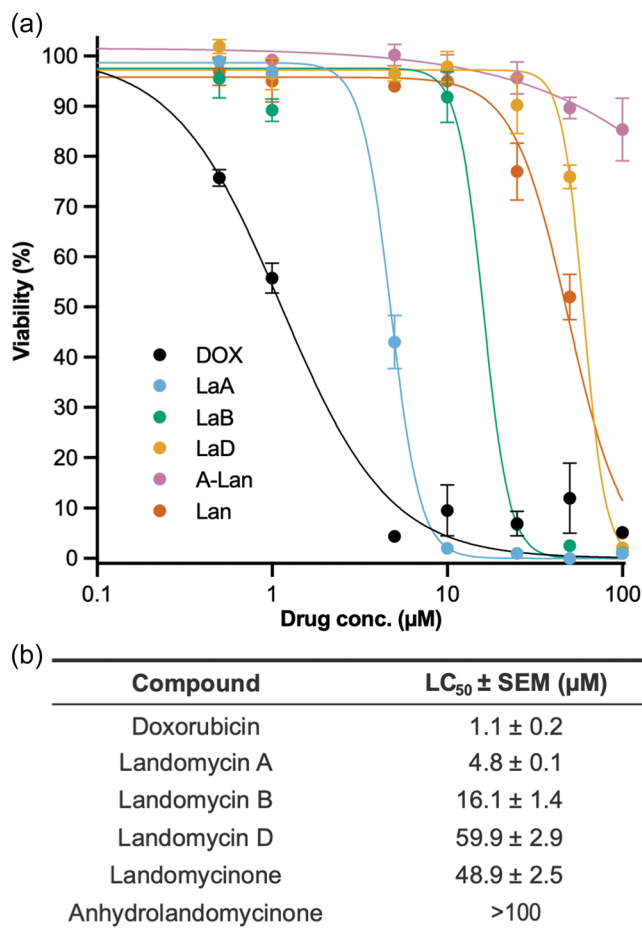 (a)
100
90
80
70
60
50
40
30
20
10
0
Viability (%)
DOX
LaA
LaB
LaD
A-Lan
Lan
0.1 1 10 100
Drug conc. (µM)
(b)
Compound LC₅₀ ± SEM (µM)
Doxorubicin 1.1 ± 0.2
Landomycin A 4.8 ± 0.1
Landomycin B 16.1 ± 1.4
Landomycin D 59.9 ± 2.9
Landomycinone 48.9 ± 2.5
Anhydrolandomycinone >100